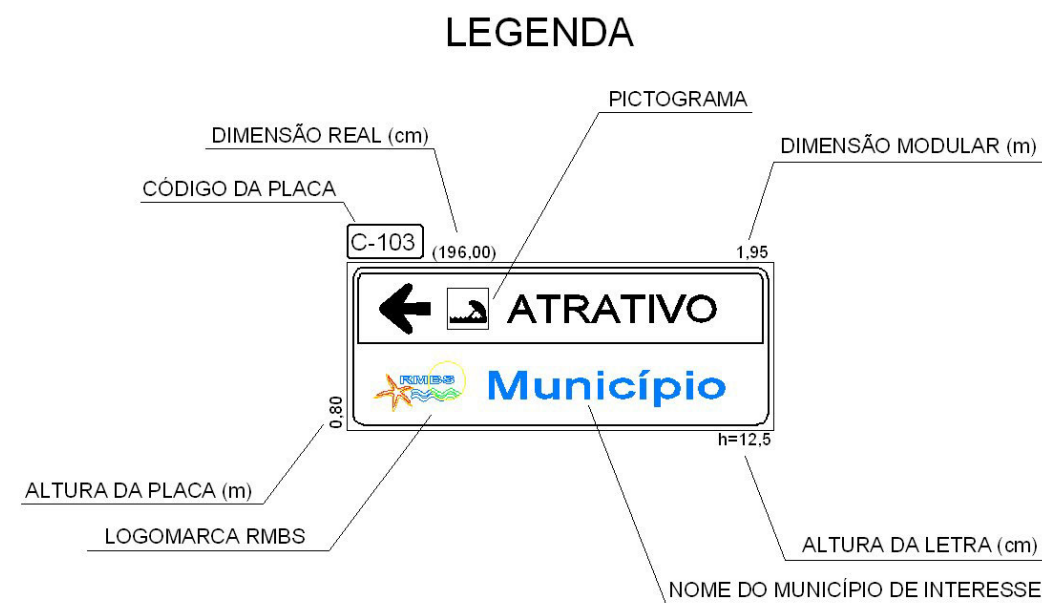 LEGENDA
PICTOGRAMA
DIMENSÃO REAL (cm)
DIMENSÃO MODULAR (m)
CÓDIGO DA PLACA
C-103
(196,00)
1,95
ATRATIVO
RMBS
Município
0,80
h=12,5
ALTURA DA PLACA (m)
LOGOMARCA RMBS
ALTURA DA LETRA (cm)
NOME DO MUNICÍPIO DE INTERESSE